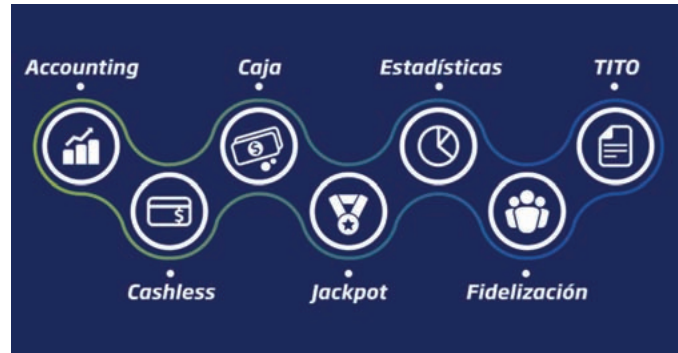 Accounting
Caja
Estadísticas
TITO
$
$
Cashless
Jackpot
Fidelización